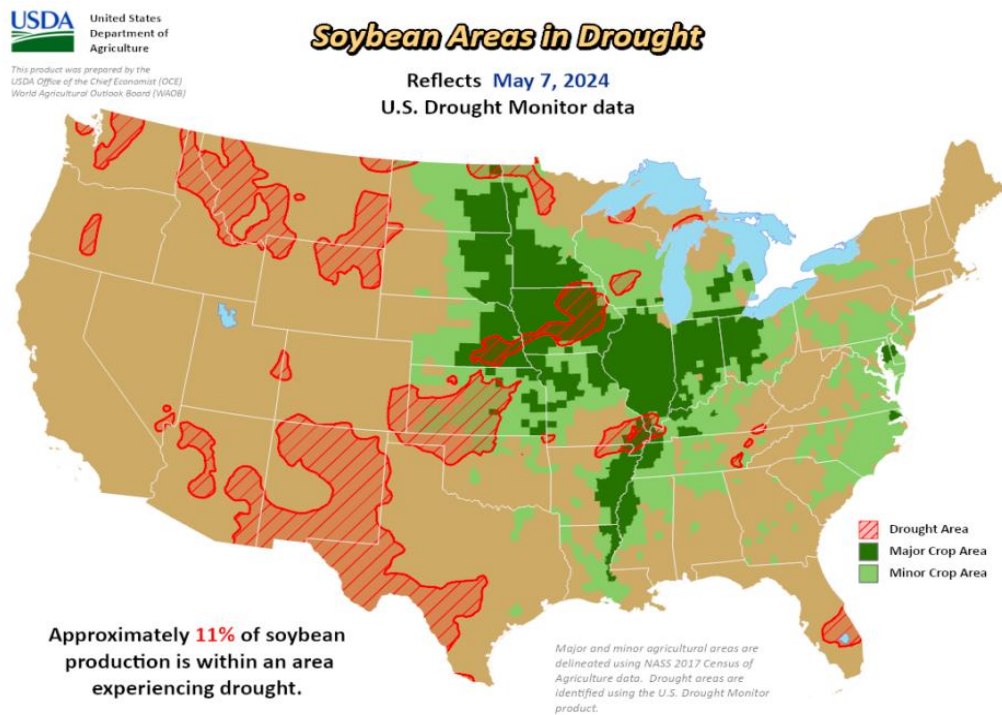 USDA
United States
Department of
Agriculture
This product was prepared by the
USDA Office of the Chief Economist (OCE)
World Agricultural Outlook Board (WAOB)
Soybean Areas in Drought
Reflects May 7, 2024
U.S. Drought Monitor data
Drought Area
Major Crop Area
Minor Crop Area
Approximately 11% of soybean
production is within an area
experiencing drought.
Major and minor agricultural areas are
delineated using NASS 2017 Census of
Agriculture data. Drought areas are
identified using the U.S. Drought Monitor
product.